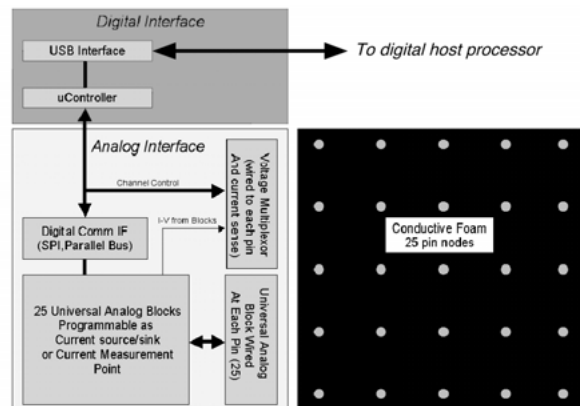 Digital Interface
USB Interface
To digital host processor
uController
Analog Interface
Channel Control
Voltage Multiplexor
(wired to each pin
And current sense)
Digital Comm IF
(SPI,Parallel Bus)
I-V from Blocks
25 Universal Analog Blocks
Programmable as
Current source/sink
or Current Measurement
Point
Universal Analog
Block Wired
At Each Pin (25)
Conductive Foam
25 pin nodes